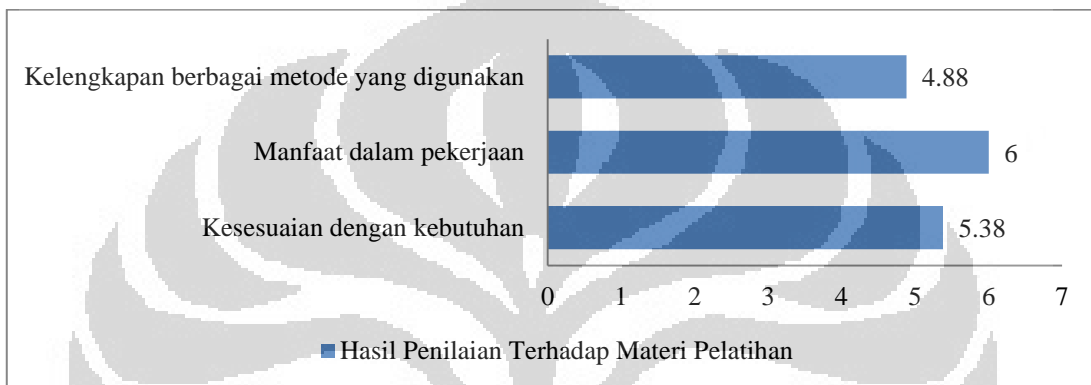 Kelengkapan berbagai metode yang digunakan
4.88
Manfaat dalam pekerjaan
6
Kesesuaian dengan kebutuhan
5.38
0 1 2 3 4 5 6 7
Hasil Penilaian Terhadap Materi Pelatihan